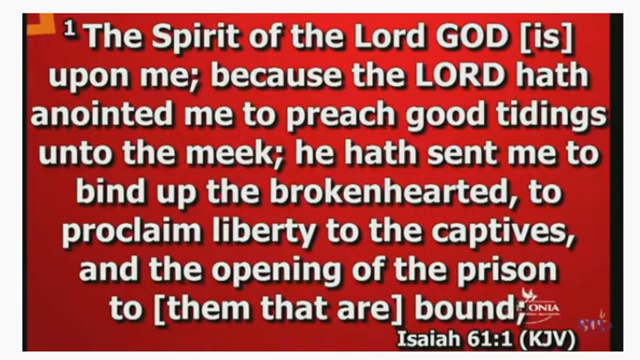 1 The Spirit of the Lord GOD [is]
upon me; because the LORD hath
anointed me to preach good tidings
unto the meek; he hath sent me to
bind up the brokenhearted, to
proclaim liberty to the captives,
and the opening of the prison
to [them that are] bound;
Isaiah 61:1 (KJV)